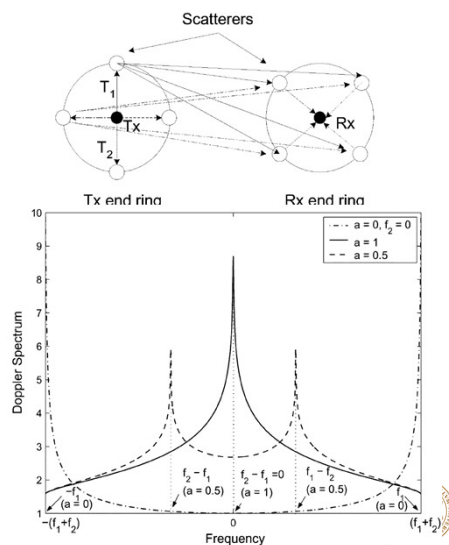 Scatterers
T1
Tx
T2
Rx
Tx end ring
Rx end ring
10
9
8
7
6
5
4
3
2
1
Doppler Spectrum
a = 0, f2 = 0
a = 1
a = 0.5
−f1
(a = 0)
f2 − f1
(a = 0.5)
f2 − f1 =0
(a = 1)
f1 − f2
(a = 0.5)
f1
(a = 0)
−(f1+f2)
0
(f1+f2)
Frequency